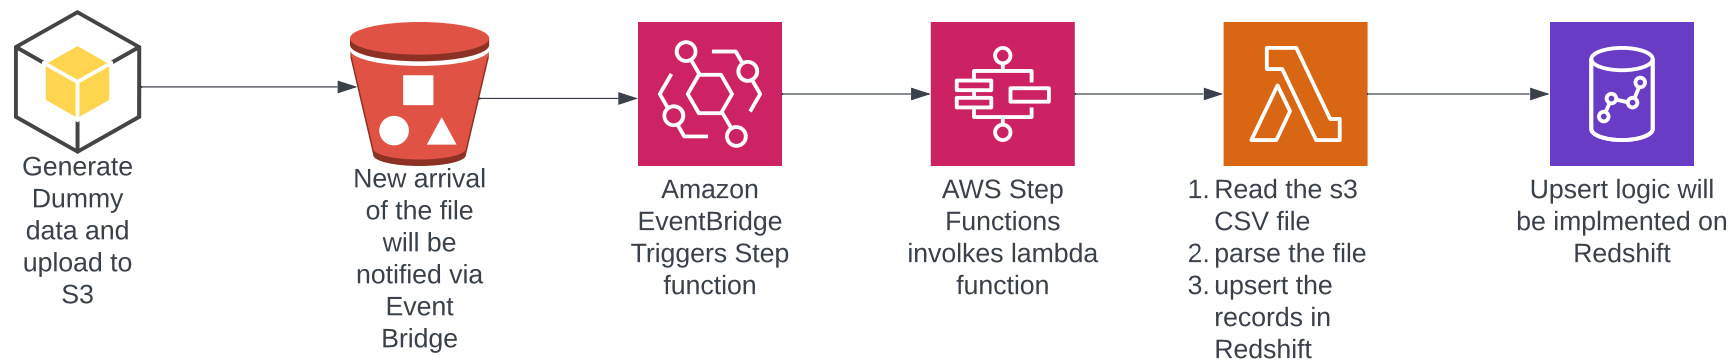 Generate
Dummy
data and
upload to
S3
New arrival
of the file
will be
notified via
Event
Bridge
Amazon
EventBridge
Triggers Step
function
AWS Step
Functions
involkes lambda
function
1. Read the s3
CSV file
2. parse the file
3. upsert the
records in
Redshift
Upsert logic will
be implmented on
Redshift